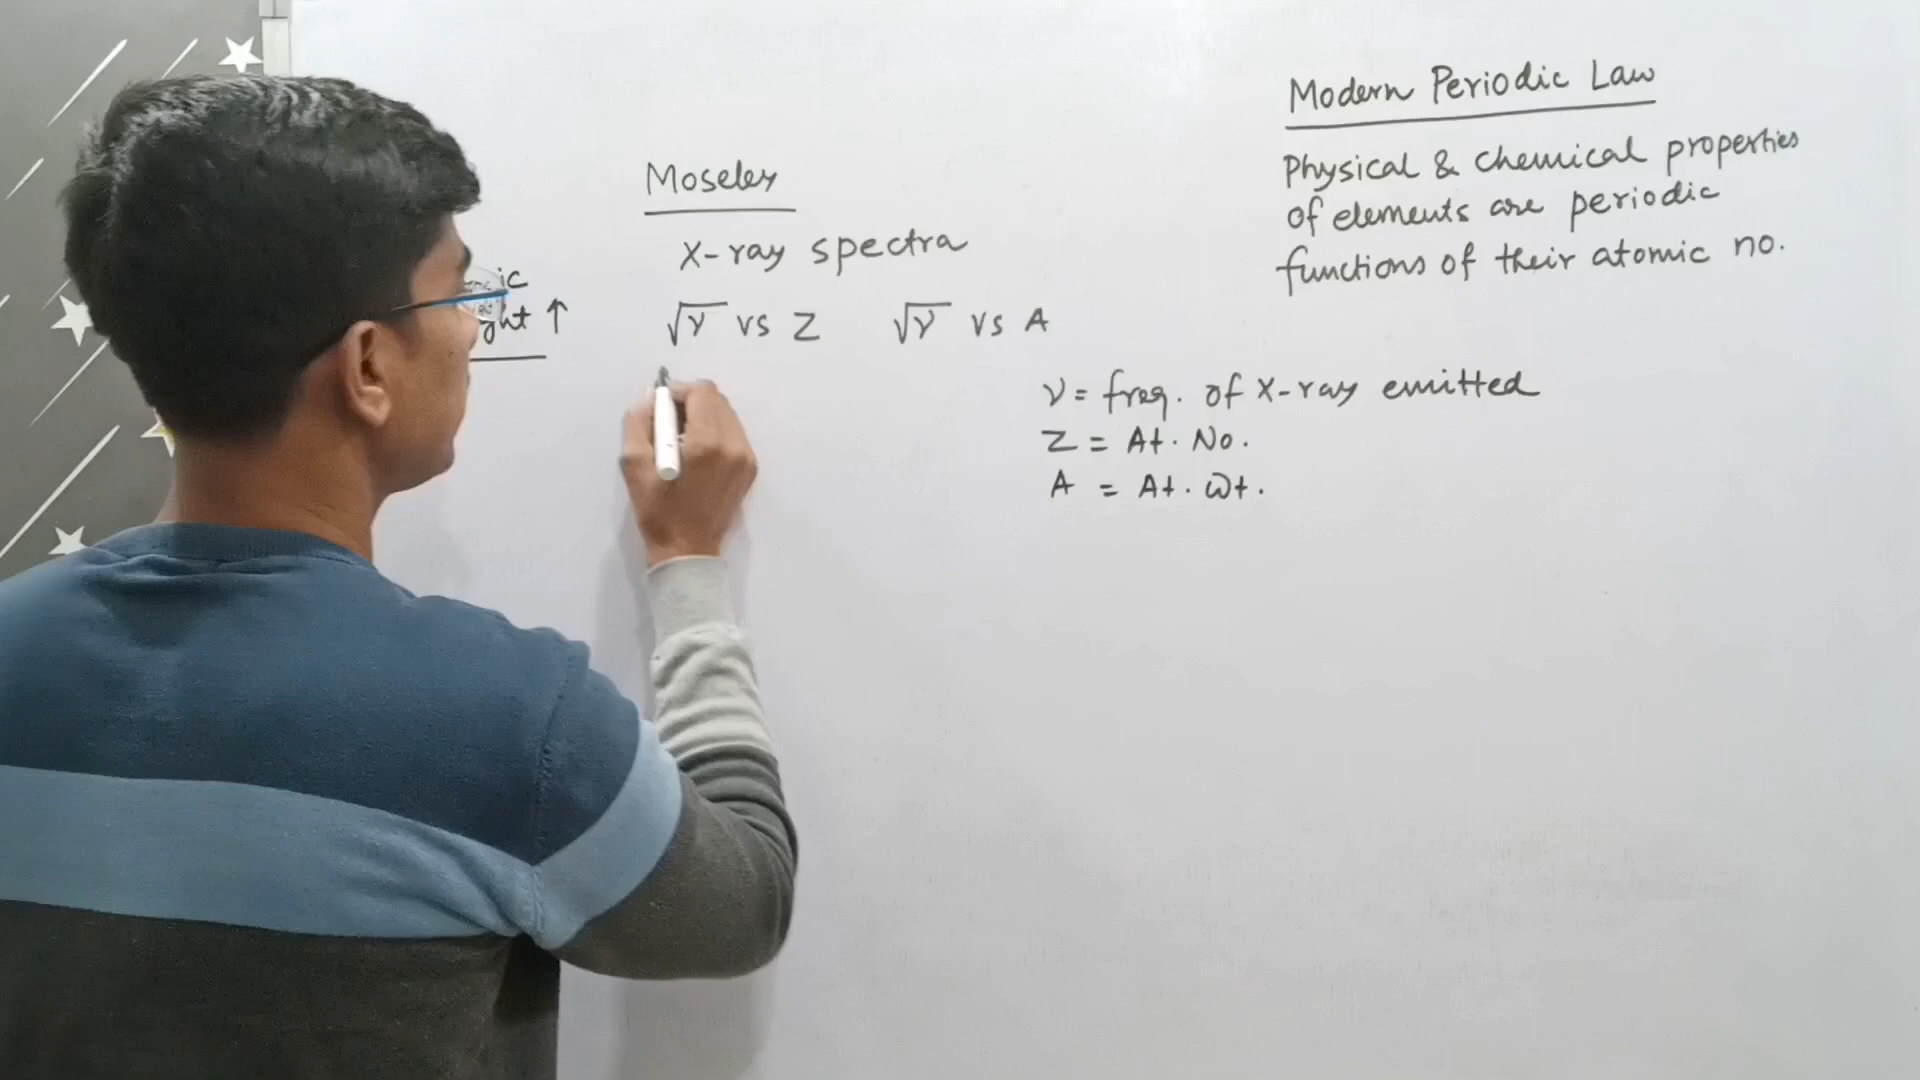 Moseley
X-ray spectra
√ν vs Z √ν vs A
ν = freq. of X-ray emitted
Z = At. No.
A = At. Wt.
Modern Periodic Law
Physical & chemical properties
of elements are periodic
functions of their atomic no.
ic
ght ↑